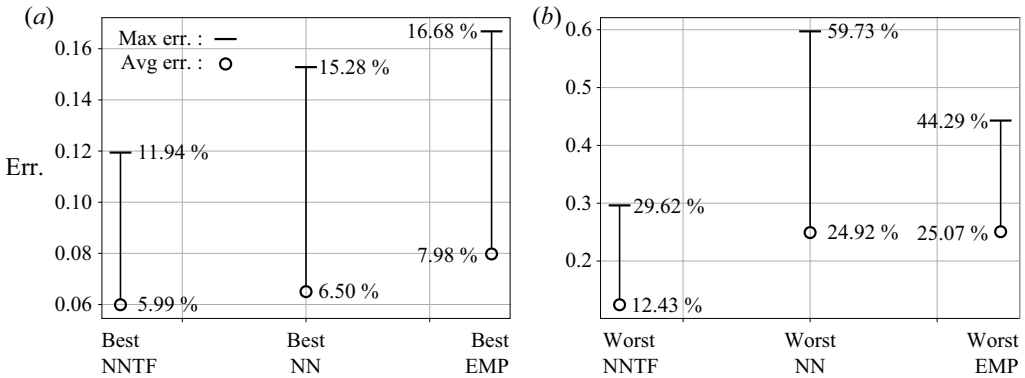 (a)
Max err. :
Avg err. :
Err.
0.16
0.14
0.12
0.10
0.08
0.06
11.94 %
5.99 %
15.28 %
6.50 %
16.68 %
7.98 %
Best
NNTF
Best
NN
Best
EMP
(b)
0.6
0.5
0.4
0.3
0.2
29.62 %
12.43 %
59.73 %
24.92 %
44.29 %
25.07 %
Worst
NNTF
Worst
NN
Worst
EMP